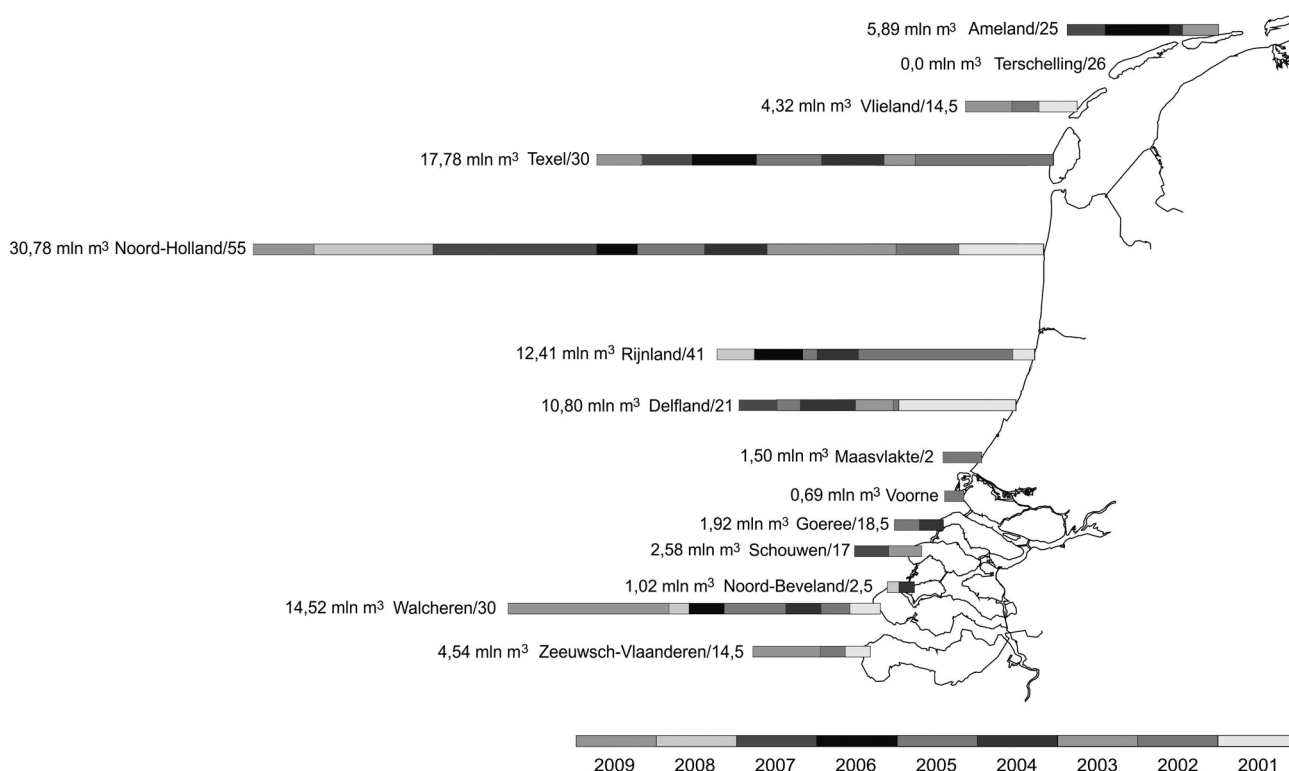 5,89 mln m³ Ameland/25
0,0 mln m³ Terschelling/26
4,32 mln m³ Vlieland/14,5
17,78 mln m³ Texel/30
30,78 mln m³ Noord-Holland/55
12,41 mln m³ Rijnland/41
10,80 mln m³ Delfland/21
1,50 mln m³ Maasvlakte/2
0,69 mln m³ Voorne
1,92 mln m³ Goeree/18,5
2,58 mln m³ Schouwen/17
1,02 mln m³ Noord-Beveland/2,5
14,52 mln m³ Walcheren/30
4,54 mln m³ Zeeuwsch-Vlaanderen/14,5
2009 2008 2007 2006 2005 2004 2003 2002 2001